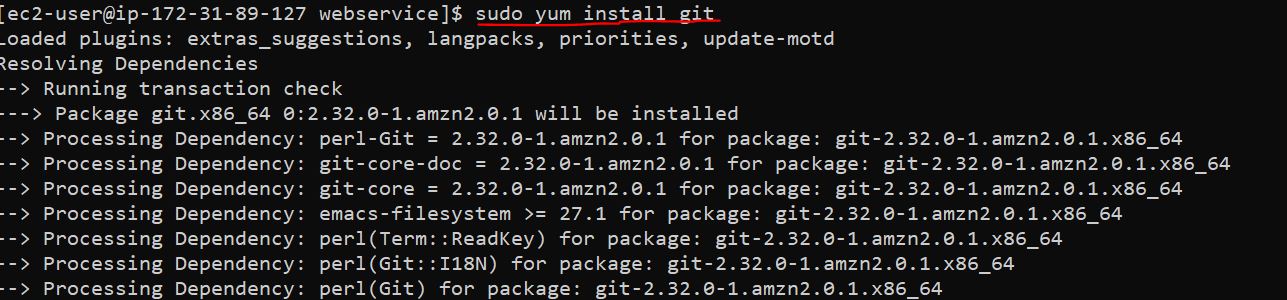 [ec2-user@ip-172-31-89-127 webservice]$ sudo yum install git
Loaded plugins: extras_suggestions, langpacks, priorities, update-motd
Resolving Dependencies
--> Running transaction check
---> Package git.x86_64 0:2.32.0-1.amzn2.0.1 will be installed
--> Processing Dependency: perl-Git = 2.32.0-1.amzn2.0.1 for package: git-2.32.0-1.amzn2.0.1.x86_64
--> Processing Dependency: git-core-doc = 2.32.0-1.amzn2.0.1 for package: git-2.32.0-1.amzn2.0.1.x86_64
--> Processing Dependency: git-core = 2.32.0-1.amzn2.0.1 for package: git-2.32.0-1.amzn2.0.1.x86_64
--> Processing Dependency: emacs-filesystem >= 27.1 for package: git-2.32.0-1.amzn2.0.1.x86_64
--> Processing Dependency: perl(Term::ReadKey) for package: git-2.32.0-1.amzn2.0.1.x86_64
--> Processing Dependency: perl(Git::I18N) for package: git-2.32.0-1.amzn2.0.1.x86_64
--> Processing Dependency: perl(Git) for package: git-2.32.0-1.amzn2.0.1.x86_64